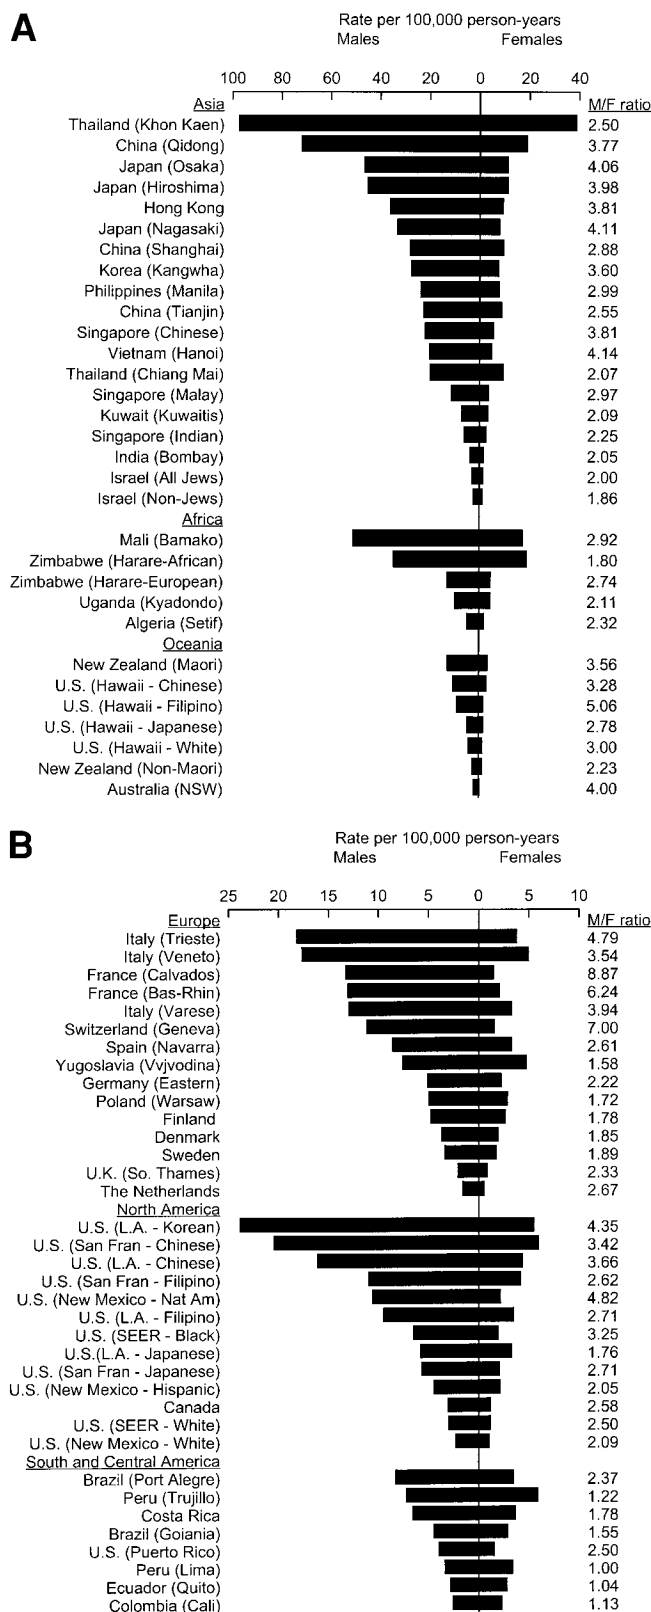 A
Rate per 100,000 person-years
Males Females
100 80 60 40 20 0 20 40
Asia M/F ratio
Thailand (Khon Kaen) 2.50
China (Qidong) 3.77
Japan (Osaka) 4.06
Japan (Hiroshima) 3.98
Hong Kong 3.81
Japan (Nagasaki) 4.11
China (Shanghai) 2.88
Korea (Kangwha) 3.60
Philippines (Manila) 2.99
China (Tianjin) 2.55
Singapore (Chinese) 3.81
Vietnam (Hanoi) 4.14
Thailand (Chiang Mai) 2.07
Singapore (Malay) 2.97
Kuwait (Kuwaitis) 2.09
Singapore (Indian) 2.25
India (Bombay) 2.05
Israel (All Jews) 2.00
Israel (Non-Jews) 1.86
Africa
Mali (Bamako) 2.92
Zimbabwe (Harare-African) 1.80
Zimbabwe (Harare-European) 2.74
Uganda (Kyadondo) 2.11
Algeria (Setif) 2.32
Oceania
New Zealand (Maori) 3.56
U.S. (Hawaii - Chinese) 3.28
U.S. (Hawaii - Filipino) 5.06
U.S. (Hawaii - Japanese) 2.78
U.S. (Hawaii - White) 3.00
New Zealand (Non-Maori) 2.23
Australia (NSW) 4.00
B
Rate per 100,000 person-years
Males Females
25 20 15 10 5 0 5 10
Europe M/F ratio
Italy (Trieste) 4.79
Italy (Veneto) 3.54
France (Calvados) 8.87
France (Bas-Rhin) 6.24
Italy (Varese) 3.94
Switzerland (Geneva) 7.00
Spain (Navarra) 2.61
Yugoslavia (Vvjvodina) 1.58
Germany (Eastern) 2.22
Poland (Warsaw) 1.72
Finland 1.78
Denmark 1.85
Sweden 1.89
U.K. (So. Thames) 2.33
The Netherlands 2.67
North America
U.S. (L.A. - Korean) 4.35
U.S. (San Fran - Chinese) 3.42
U.S. (L.A. - Chinese) 3.66
U.S. (San Fran - Filipino) 2.62
U.S. (New Mexico - Nat Am) 4.82
U.S. (L.A. - Filipino) 2.71
U.S. (SEER - Black) 3.25
U.S.(L.A. - Japanese) 1.76
U.S. (San Fran - Japanese) 2.71
U.S. (New Mexico - Hispanic) 2.05
Canada 2.58
U.S. (SEER - White) 2.50
U.S. (New Mexico - White) 2.09
South and Central America
Brazil (Port Alegre) 2.37
Peru (Trujillo) 1.22
Costa Rica 1.78
Brazil (Goiania) 1.55
U.S. (Puerto Rico) 2.50
Peru (Lima) 1.00
Ecuador (Quito) 1.04
Colombia (Cali) 1.13